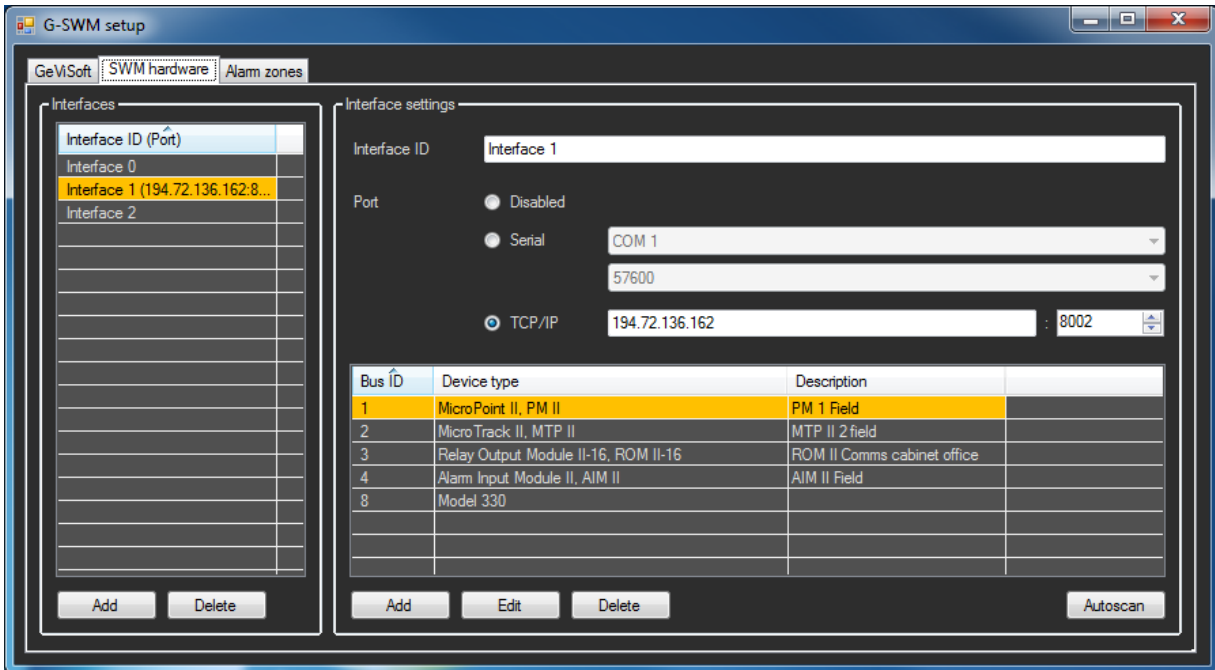 G-SWM setup
GeViSoft SWM hardware Alarm zones
Interfaces
Interface ID (Port)
Interface 0
Interface 1 (194.72.136.162:8...
Interface 2
Add Delete
Interface settings
Interface ID Interface 1
Port Disabled
Serial COM 1
57600
TCP/IP 194.72.136.162 : 8002
Bus ID Device type Description
1 MicroPoint II, PM II PM 1 Field
2 MicroTrack II, MTP II MTP II 2 field
3 Relay Output Module II-16, ROM II-16 ROM II Comms cabinet office
4 Alarm Input Module II, AIM II AIM II Field
8 Model 330
Add Edit Delete Autoscan